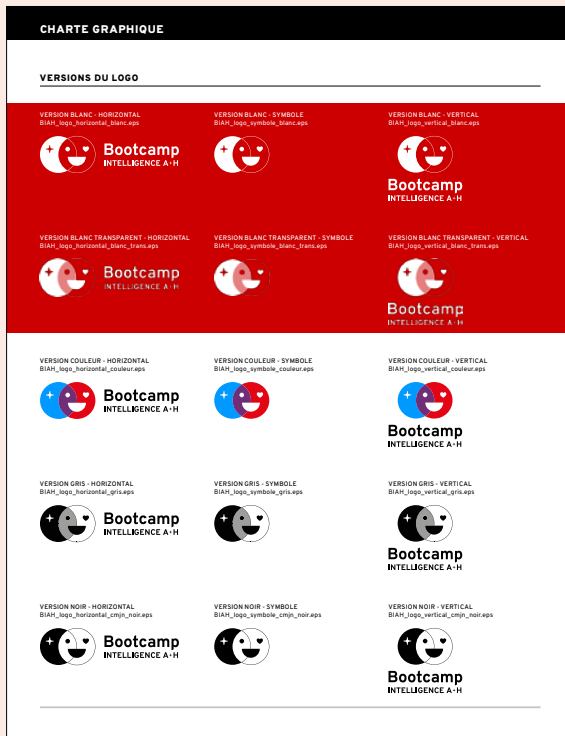 CHARTE GRAPHIQUE
VERSIONS DU LOGO
VERSION BLANC - HORIZONTAL
BIAH_logo_horizontal_blanc.eps
Bootcamp
INTELLIGENCE A+H
VERSION BLANC - SYMBOLE
BIAH_logo_symbole_blanc.eps
VERSION BLANC - VERTICAL
BIAH_logo_vertical_blanc.eps
Bootcamp
INTELLIGENCE A+H
VERSION BLANC TRANSPARENT - HORIZONTAL
BIAH_logo_horizontal_blanc_trans.eps
Bootcamp
INTELLIGENCE A+H
VERSION BLANC TRANSPARENT - SYMBOLE
BIAH_logo_symbole_blanc_trans.eps
VERSION BLANC TRANSPARENT - VERTICAL
BIAH_logo_vertical_blanc_trans.eps
Bootcamp
INTELLIGENCE A+H
VERSION COULEUR - HORIZONTAL
BIAH_logo_horizontal_couleur.eps
Bootcamp
INTELLIGENCE A+H
VERSION COULEUR - SYMBOLE
BIAH_logo_symbole_couleur.eps
VERSION COULEUR - VERTICAL
BIAH_logo_vertical_couleur.eps
Bootcamp
INTELLIGENCE A+H
VERSION GRIS - HORIZONTAL
BIAH_logo_horizontal_gris.eps
Bootcamp
INTELLIGENCE A+H
VERSION GRIS - SYMBOLE
BIAH_logo_symbole_gris.eps
VERSION GRIS - VERTICAL
BIAH_logo_vertical_gris.eps
Bootcamp
INTELLIGENCE A+H
VERSION NOIR - HORIZONTAL
BIAH_logo_horizontal_cmjn_noir.eps
Bootcamp
INTELLIGENCE A+H
VERSION NOIR - SYMBOLE
BIAH_logo_symbole_cmjn_noir.eps
VERSION NOIR - VERTICAL
BIAH_logo_vertical_cmjn_noir.eps
Bootcamp
INTELLIGENCE A+H